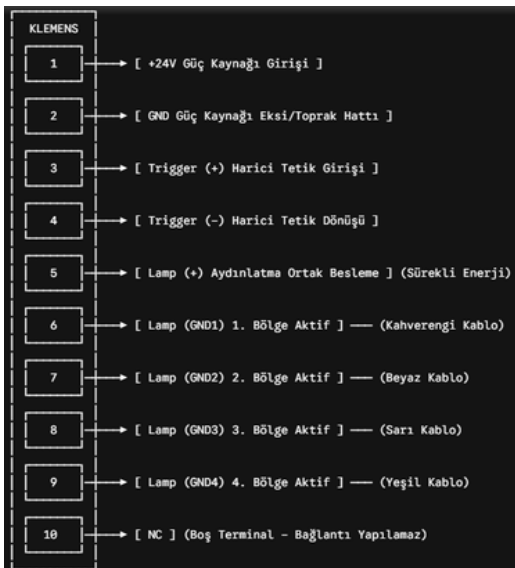 KLEMENS
1 [ +24V Güç Kaynağı Girişi ]
2 [ GND Güç Kaynağı Eksi/Toprak Hattı ]
3 [ Trigger (+) Harici Tetik Girişi ]
4 [ Trigger (-) Harici Tetik Dönüşü ]
5 [ Lamp (+) Aydınlatma Ortak Besleme ] (Sürekli Enerji)
6 [ Lamp (GND1) 1. Bölge Aktif ] —— (Kahverengi Kablo)
7 [ Lamp (GND2) 2. Bölge Aktif ] —— (Beyaz Kablo)
8 [ Lamp (GND3) 3. Bölge Aktif ] —— (Sarı Kablo)
9 [ Lamp (GND4) 4. Bölge Aktif ] —— (Yeşil Kablo)
10 [ NC ] (Boş Terminal - Bağlantı Yapılamaz)